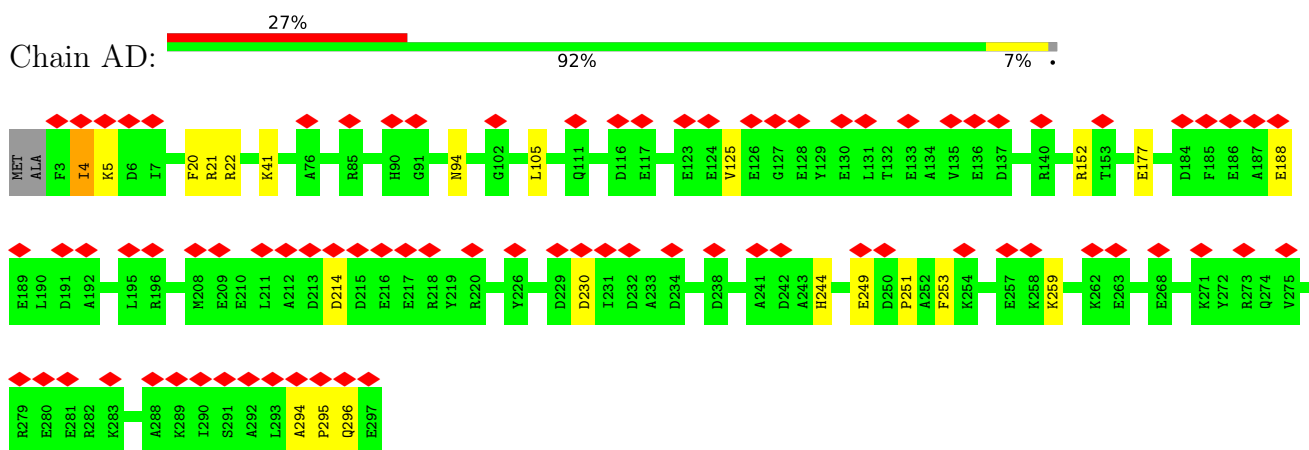 27%
Chain AD:
92% 7% •
MET ALA F3 I4 K5 D6 I7 F20 R21 R22 K41 A76 R85 H90 G91 N94 G102 L105 Q111 D116 E117 E123 E124 V125 E126 G127 E128 Y129 E130 L131 T132 E133 A134 V135 E136 D137 R140 R152 T153 E177 D184 F185 E186 A187 E188
E189 L190 D191 A192 L195 R196 M208 E209 E210 L211 A212 D213 D214 D215 E216 E217 R218 Y219 R220 Y226 D229 D230 I231 D232 A233 D234 D238 A241 D242 A243 H244 E249 D250 P251 A252 F253 K254 E257 K258 K259 K262 E263 E268 K271 Y272 R273 Q274 V275
R279 E280 E281 R282 K283 A288 K289 I290 S291 A292 L293 A294 P295 Q296 E297